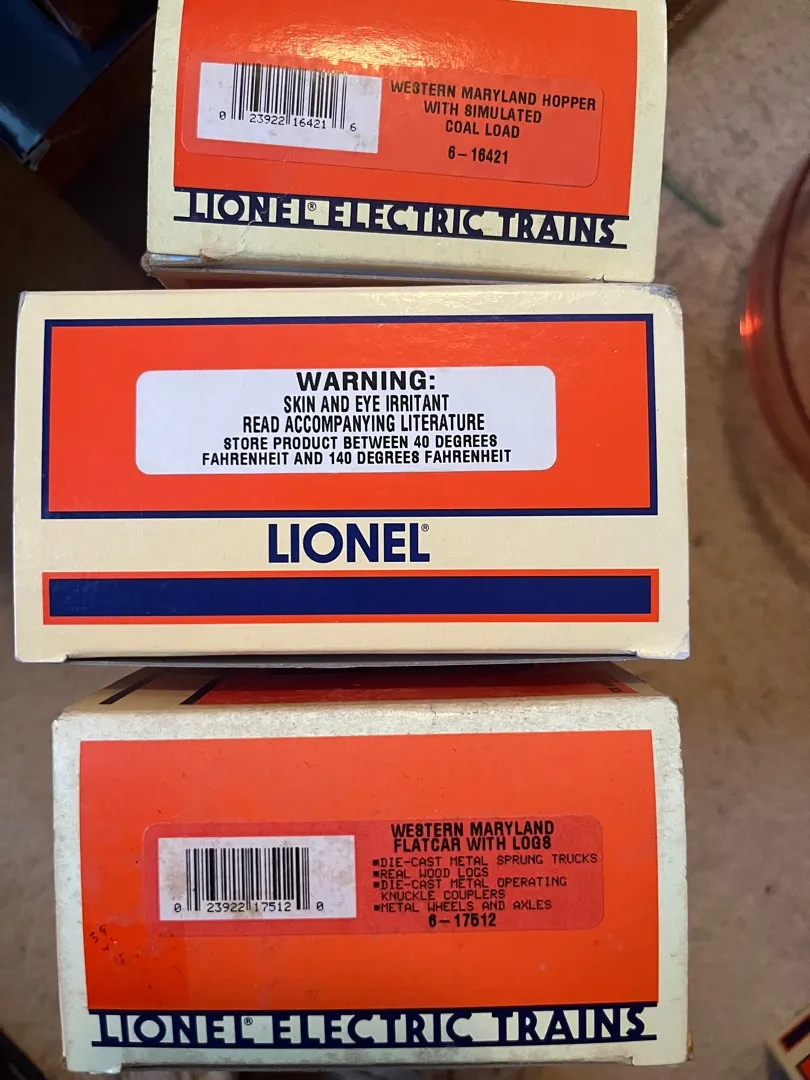 WESTERN MARYLAND HOPPER
WITH SIMULATED
COAL LOAD
0 23922 16421 6
6-16421
LIONEL® ELECTRIC TRAINS
WARNING:
SKIN AND EYE IRRITANT
READ ACCOMPANYING LITERATURE
STORE PRODUCT BETWEEN 40 DEGREES
FAHRENHEIT AND 140 DEGREES FAHRENHEIT
LIONEL®
WESTERN MARYLAND
FLATCAR WITH LOGS
■DIE-CAST METAL SPRUNG TRUCKS
■REAL WOOD LOGS
■DIE-CAST METAL OPERATING
KNUCKLE COUPLERS
■METAL WHEELS AND AXLES
0 23922 17512 0
6-17512
LIONEL® ELECTRIC TRAINS